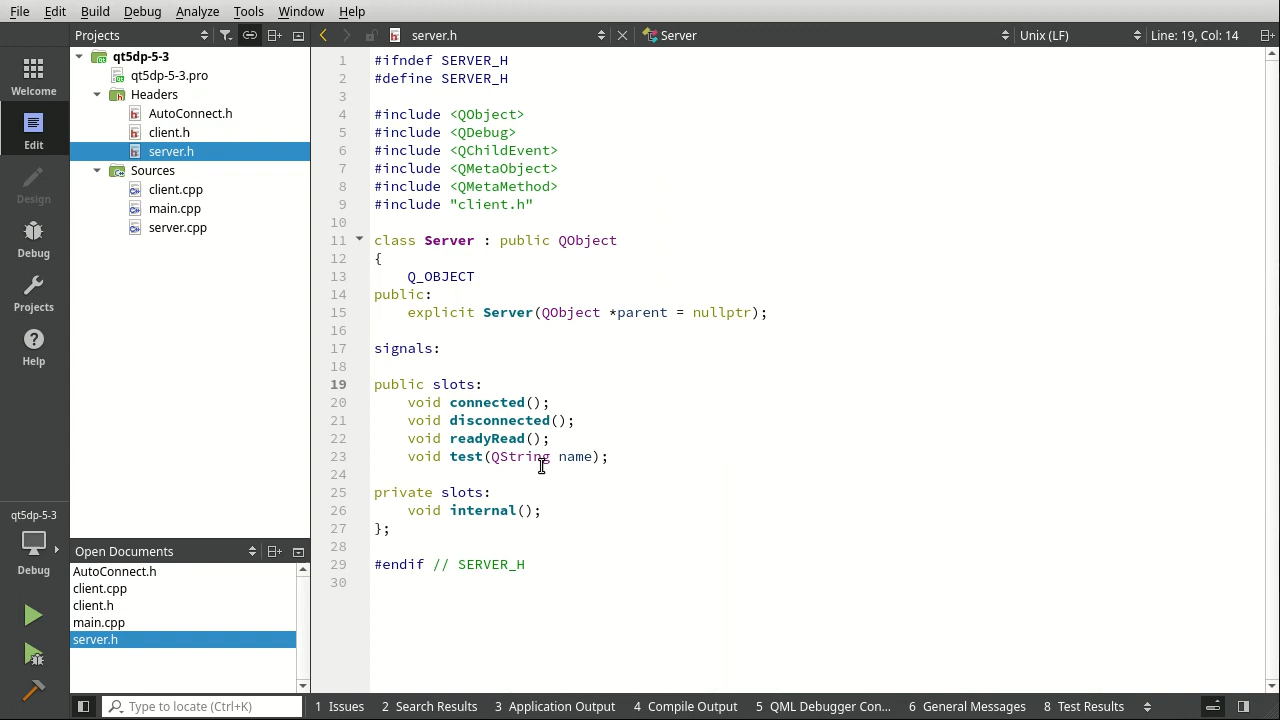 File Edit Build Debug Analyze Tools Window Help
Projects
server.h
Server
Unix (LF)
Line: 19, Col: 14
Welcome
Edit
Design
Debug
Projects
Help
qt5dp-5-3
Debug
qt5dp-5-3
qt5dp-5-3.pro
Headers
AutoConnect.h
client.h
server.h
Sources
client.cpp
main.cpp
server.cpp
Open Documents
AutoConnect.h
client.cpp
client.h
main.cpp
server.h
1 #ifndef SERVER_H
2 #define SERVER_H
3
4 #include <QObject>
5 #include <QDebug>
6 #include <QChildEvent>
7 #include <QMetaObject>
8 #include <QMetaMethod>
9 #include "client.h"
10
11 class Server : public QObject
12 {
13     Q_OBJECT
14 public:
15     explicit Server(QObject *parent = nullptr);
16
17 signals:
18
19 public slots:
20     void connected();
21     void disconnected();
22     void readyRead();
23     void test(QString name);
24
25 private slots:
26     void internal();
27 };
28
29 #endif // SERVER_H
30
Type to locate (Ctrl+K)
1 Issues
2 Search Results
3 Application Output
4 Compile Output
5 QML Debugger Con...
6 General Messages
8 Test Results